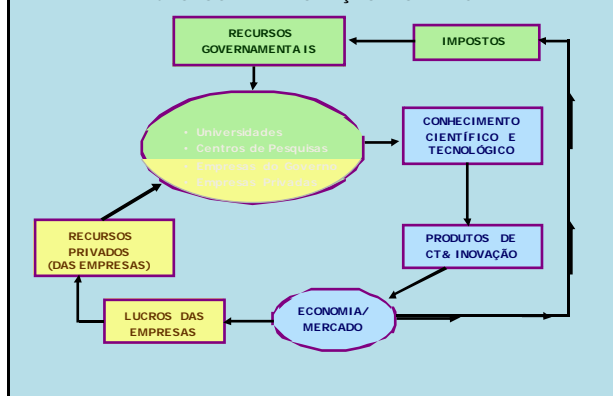 RECURSOS
GOVERNAMENTAIS
IMPOSTOS
• Universidades
• Centros de Pesquisas
CONHECIMENTO
CIENTÍFICO E
TECNOLÓGICO
RECURSOS
PRIVADOS
(DAS EMPRESAS)
PRODUTOS DE
CT& INOVAÇÃO
LUCROS DAS
EMPRESAS
ECONOMIA/
MERCADO